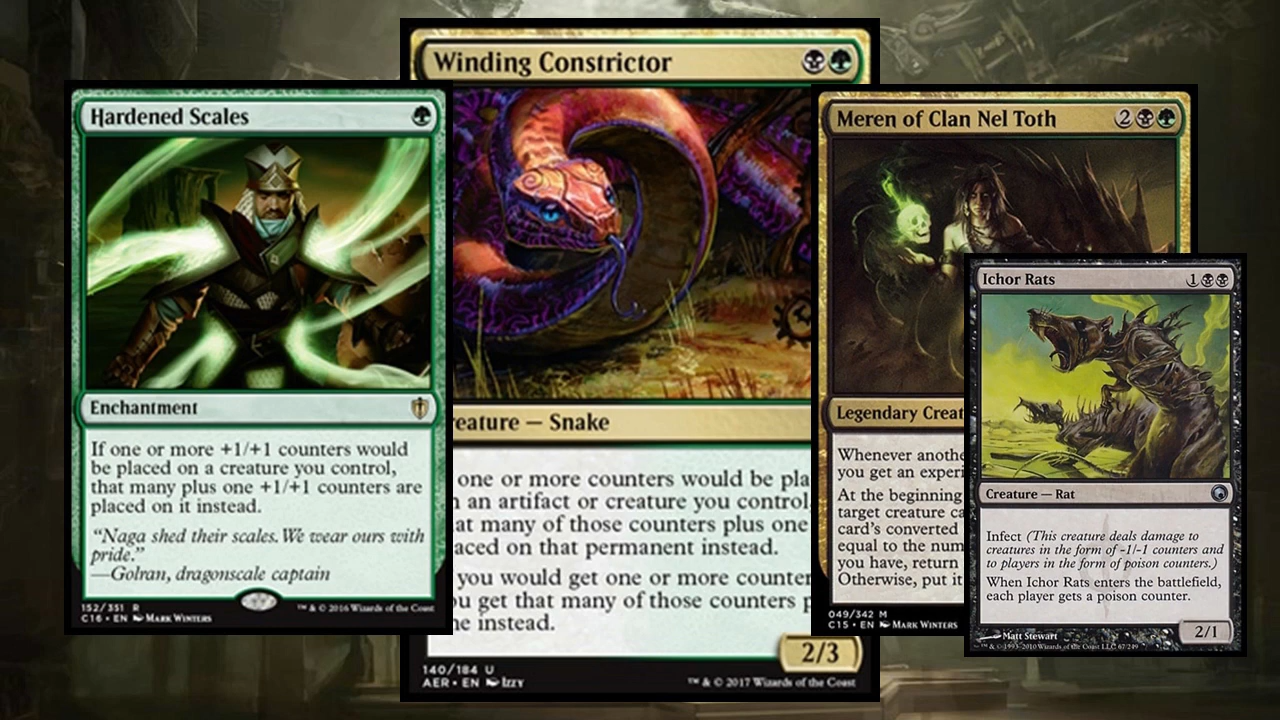 Hardened Scales
Enchantment
If one or more +1/+1 counters would
be placed on a creature you control,
that many plus one +1/+1 counters are
placed on it instead.
“Naga shed their scales. We wear ours with
pride.”
—Golran, dragonscale captain
152/351 R
C16 • EN MARK WINTERS
™ & © 2016 Wizards of the Coast
Winding Constrictor
reature — Snake
one or more counters would be pla
an artifact or creature you control
at many of those counters plus one
aced on that permanent instead.
you would get one or more counter
u get that many of those counters p
instead.
2/3
140/184 U
AER • EN IZZY
™ & © 2017 Wizards of the Coast
Meren of Clan Nel Toth
2
Legendary Creat
Whenever anothe
you get an experi
At the beginning
target creature ca
card’s converted
equal to the num
you have, return
Otherwise, put it
049/342 M
C15 • EN MARK WINTERS
Ichor Rats
1
Creature — Rat
Infect (This creature deals damage to
creatures in the form of -1/-1 counters and
to players in the form of poison counters.)
When Ichor Rats enters the battlefield,
each player gets a poison counter.
2/1
Matt Stewart
™ & © 1993–2010 Wizards of the Coast LLC 67/249